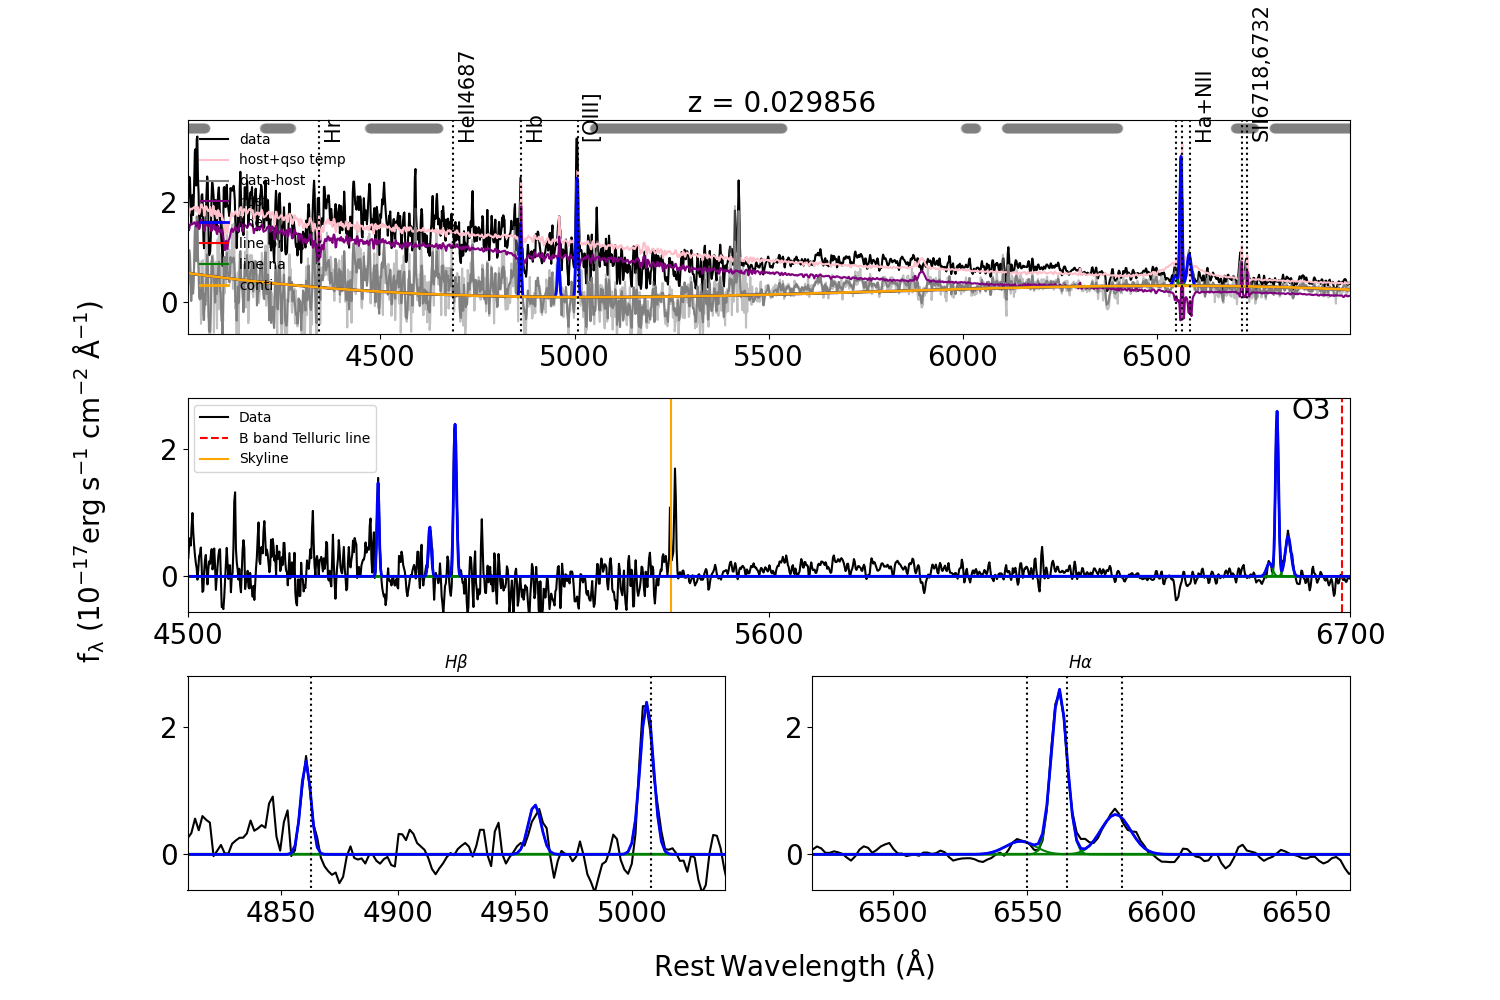 z = 0.029856
Hr
HeII4687
Hb
[OIII]
Ha+NII
SII6718,6732
data
host+qso temp
data-host
line
line na
conti
2
0
4500
5000
5500
6000
6500
fλ (10⁻¹⁷erg s⁻¹ cm⁻² Å⁻¹)
Data
B band Telluric line
Skyline
O3
2
0
4500
5600
6700
Hβ
2
0
4850
4900
4950
5000
Hα
2
0
6500
6550
6600
6650
Rest Wavelength (Å)